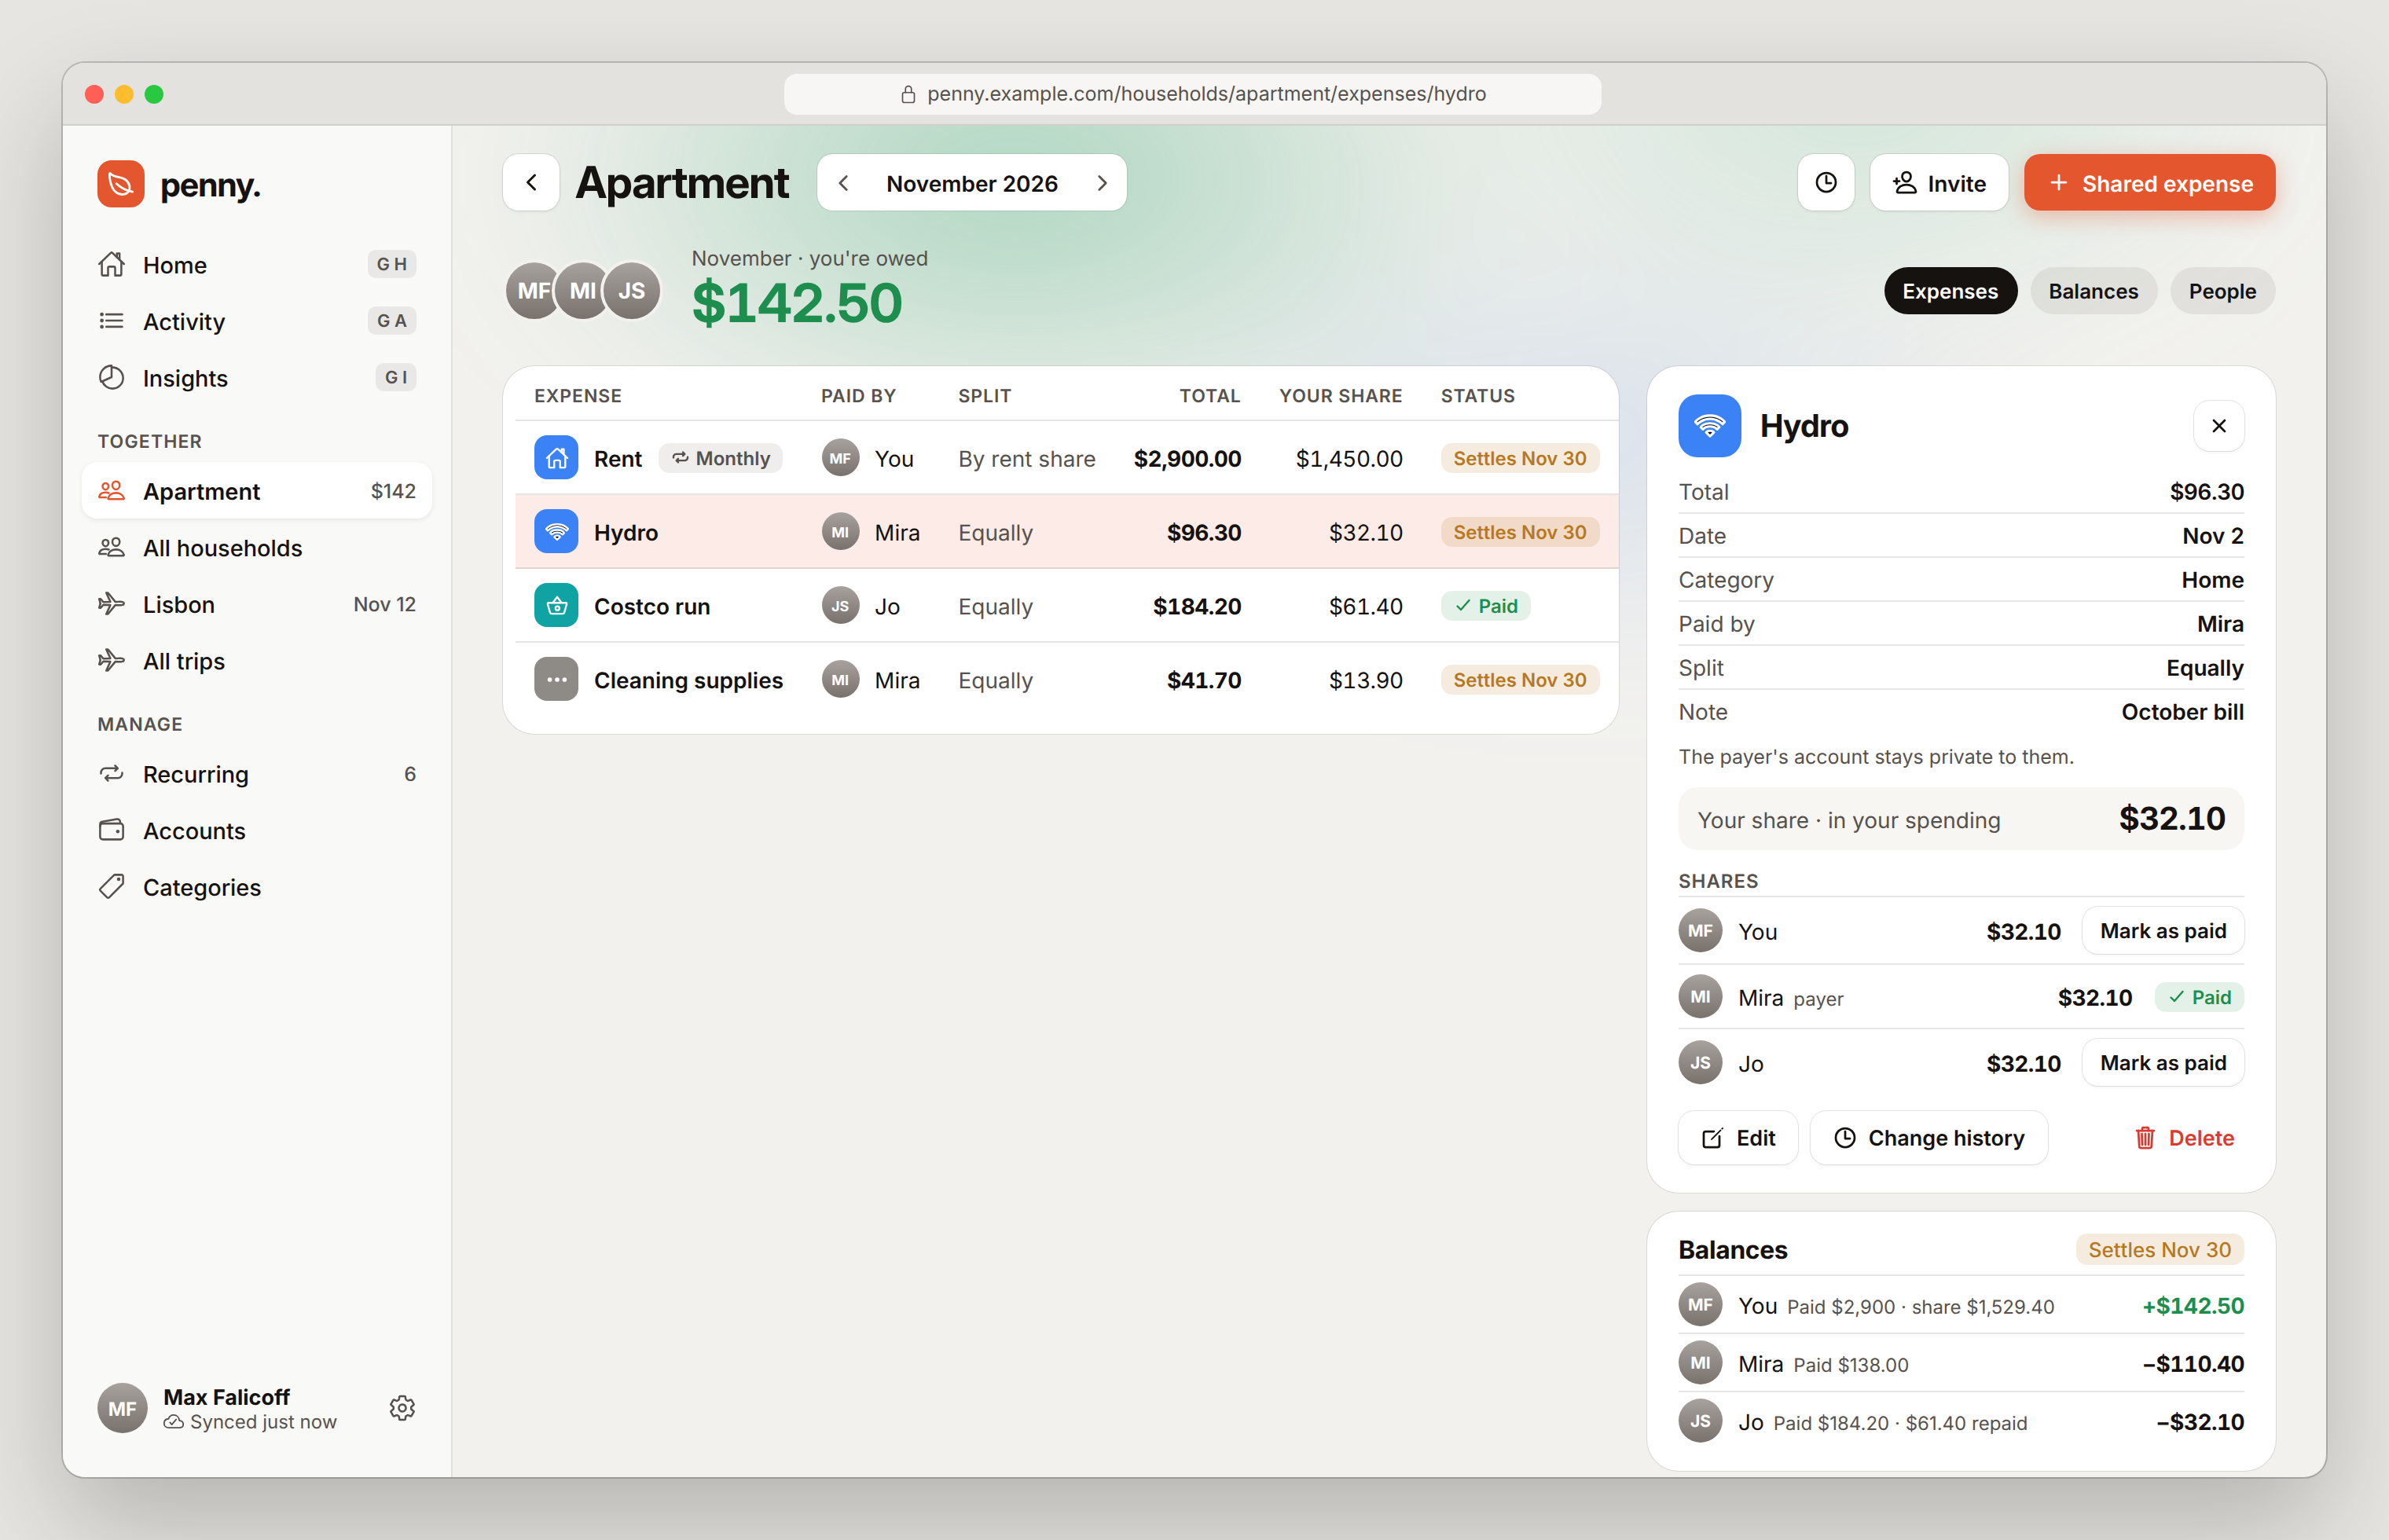 penny.example.com/households/apartment/expenses/hydro
penny.
Home G H
Activity G A
Insights G I
TOGETHER
Apartment $142
All households
Lisbon Nov 12
All trips
MANAGE
Recurring 6
Accounts
Categories
MF Max Falicoff
Synced just now
Apartment
November 2026
Invite
+ Shared expense
MF MI JS
November · you're owed
$142.50
Expenses Balances People
EXPENSE PAID BY SPLIT TOTAL YOUR SHARE STATUS
Rent Monthly MF You By rent share $2,900.00 $1,450.00 Settles Nov 30
Hydro MI Mira Equally $96.30 $32.10 Settles Nov 30
Costco run JS Jo Equally $184.20 $61.40 Paid
Cleaning supplies MI Mira Equally $41.70 $13.90 Settles Nov 30
Hydro
Total $96.30
Date Nov 2
Category Home
Paid by Mira
Split Equally
Note October bill
The payer's account stays private to them.
Your share · in your spending $32.10
SHARES
MF You $32.10 Mark as paid
MI Mira payer $32.10 Paid
JS Jo $32.10 Mark as paid
Edit Change history Delete
Balances Settles Nov 30
MF You Paid $2,900 · share $1,529.40 +$142.50
MI Mira Paid $138.00 –$110.40
JS Jo Paid $184.20 · $61.40 repaid –$32.10